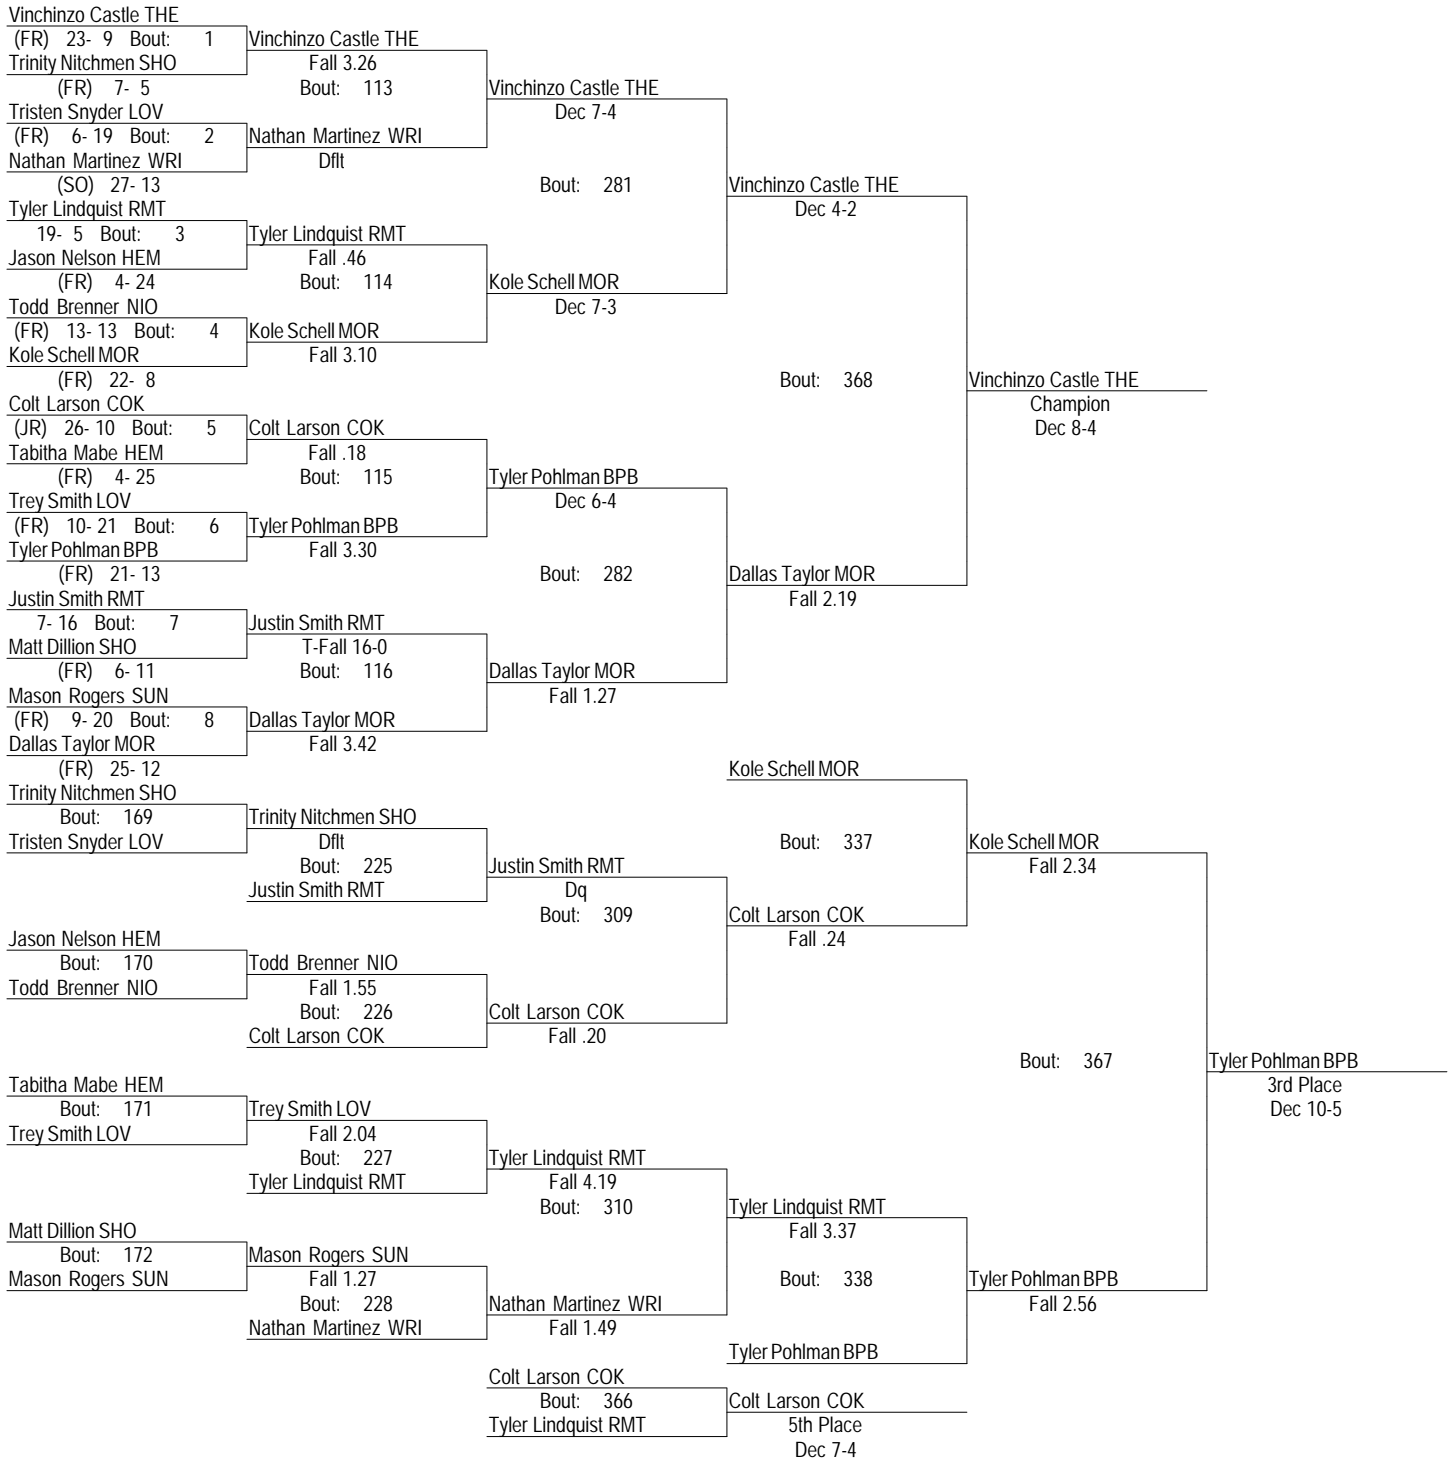 Vinchinzo Castle THE
(FR) 23- 9 Bout: 1 Vinchinzo Castle THE
Trinity Nitchmen SHO Fall 3.26
(FR) 7- 5 Bout: 113 Vinchinzo Castle THE
Tristen Snyder LOV Dec 7-4
(FR) 6- 19 Bout: 2 Nathan Martinez WRI
Nathan Martinez WRI Dflt
(SO) 27- 13 Bout: 281 Vinchinzo Castle THE
Tyler Lindquist RMT Dec 4-2
19- 5 Bout: 3 Tyler Lindquist RMT
Jason Nelson HEM Fall .46
(FR) 4- 24 Bout: 114 Kole Schell MOR
Todd Brenner NIO Dec 7-3
(FR) 13- 13 Bout: 4 Kole Schell MOR
Kole Schell MOR Fall 3.10
(FR) 22- 8 Bout: 368 Vinchinzo Castle THE
Colt Larson COK Champion
(JR) 26- 10 Bout: 5 Colt Larson COK Dec 8-4
Tabitha Mabe HEM Fall .18
(FR) 4- 25 Bout: 115 Tyler Pohlman BPB
Trey Smith LOV Dec 6-4
(FR) 10- 21 Bout: 6 Tyler Pohlman BPB
Tyler Pohlman BPB Fall 3.30
(FR) 21- 13 Bout: 282 Dallas Taylor MOR
Justin Smith RMT Fall 2.19
7- 16 Bout: 7 Justin Smith RMT
Matt Dillion SHO T-Fall 16-0
(FR) 6- 11 Bout: 116 Dallas Taylor MOR
Mason Rogers SUN Fall 1.27
(FR) 9- 20 Bout: 8 Dallas Taylor MOR
Dallas Taylor MOR Fall 3.42
(FR) 25- 12 Kole Schell MOR
Trinity Nitchmen SHO
Bout: 169 Trinity Nitchmen SHO
Tristen Snyder LOV Dflt Bout: 337 Kole Schell MOR
Bout: 225 Justin Smith RMT Fall 2.34
Justin Smith RMT Dq
Bout: 309 Colt Larson COK
Jason Nelson HEM Fall .24
Bout: 170 Todd Brenner NIO
Todd Brenner NIO Fall 1.55
Bout: 226 Colt Larson COK
Colt Larson COK Fall .20
Bout: 367 Tyler Pohlman BPB
Tabitha Mabe HEM 3rd Place
Bout: 171 Trey Smith LOV Dec 10-5
Trey Smith LOV Fall 2.04
Bout: 227 Tyler Lindquist RMT
Tyler Lindquist RMT Fall 4.19
Bout: 310 Tyler Lindquist RMT
Matt Dillion SHO Fall 3.37
Bout: 172 Mason Rogers SUN
Mason Rogers SUN Fall 1.27 Bout: 338 Tyler Pohlman BPB
Bout: 228 Nathan Martinez WRI Fall 2.56
Nathan Martinez WRI Fall 1.49
Tyler Pohlman BPB
Colt Larson COK
Bout: 366 Colt Larson COK
Tyler Lindquist RMT 5th Place
Dec 7-4